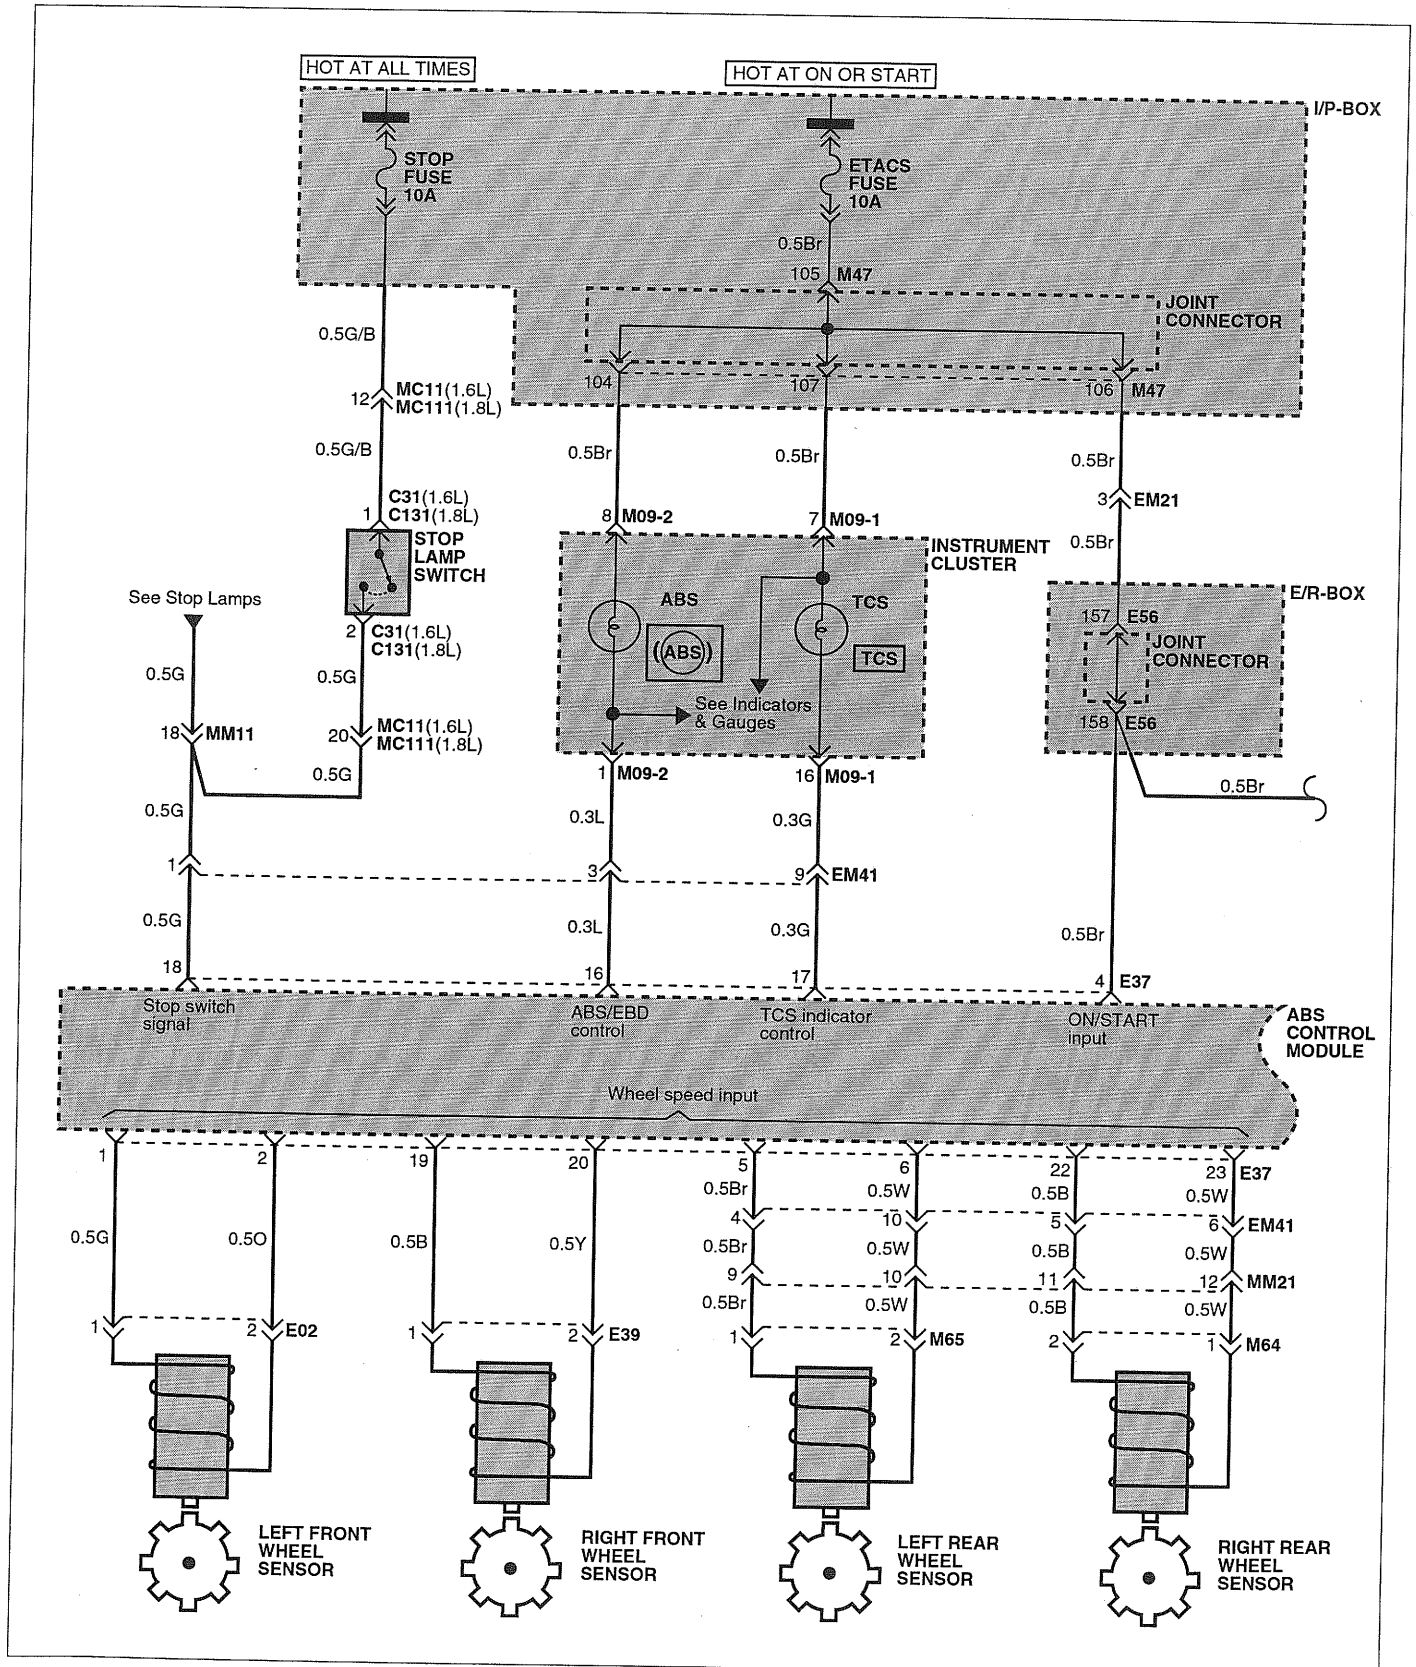 HOT AT ALL TIMES
HOT AT ON OR START
I/P-BOX
STOP
FUSE
10A
ETACS
FUSE
10A
0.5Br
105 M47
JOINT
CONNECTOR
0.5G/B
104
107
106 M47
12 MC11(1.6L)
MC111(1.8L)
0.5G/B
0.5Br
0.5Br
0.5Br
3 EM21
C31(1.6L)
1 C131(1.8L)
8 M09-2
7 M09-1
0.5Br
STOP
LAMP
SWITCH
INSTRUMENT
CLUSTER
E/R-BOX
See Stop Lamps
ABS
TCS
157 E56
2 C31(1.6L)
C131(1.8L)
(ABS)
TCS
JOINT
CONNECTOR
0.5G
0.5G
See Indicators
& Gauges
158 E56
18 MM11
20 MC11(1.6L)
MC111(1.8L)
0.5G
1 M09-2
16 M09-1
0.5Br
0.5G
0.3L
0.3G
1
3
9 EM41
0.5G
0.3L
0.3G
0.5Br
18
16
17
4 E37
Stop switch
signal
ABS/EBD
control
TCS indicator
control
ON/START
input
ABS
CONTROL
MODULE
Wheel speed input
1
2
19
20
5
6
22
23 E37
0.5Br
0.5W
0.5B
0.5W
4
10
5
6 EM41
0.5G
0.5O
0.5B
0.5Y
0.5Br
0.5W
0.5B
0.5W
9
10
11
12 MM21
0.5Br
0.5W
0.5B
0.5W
1
2 E02
1
2 E39
1
2 M65
2
1 M64
LEFT FRONT
WHEEL
SENSOR
RIGHT FRONT
WHEEL
SENSOR
LEFT REAR
WHEEL
SENSOR
RIGHT REAR
WHEEL
SENSOR